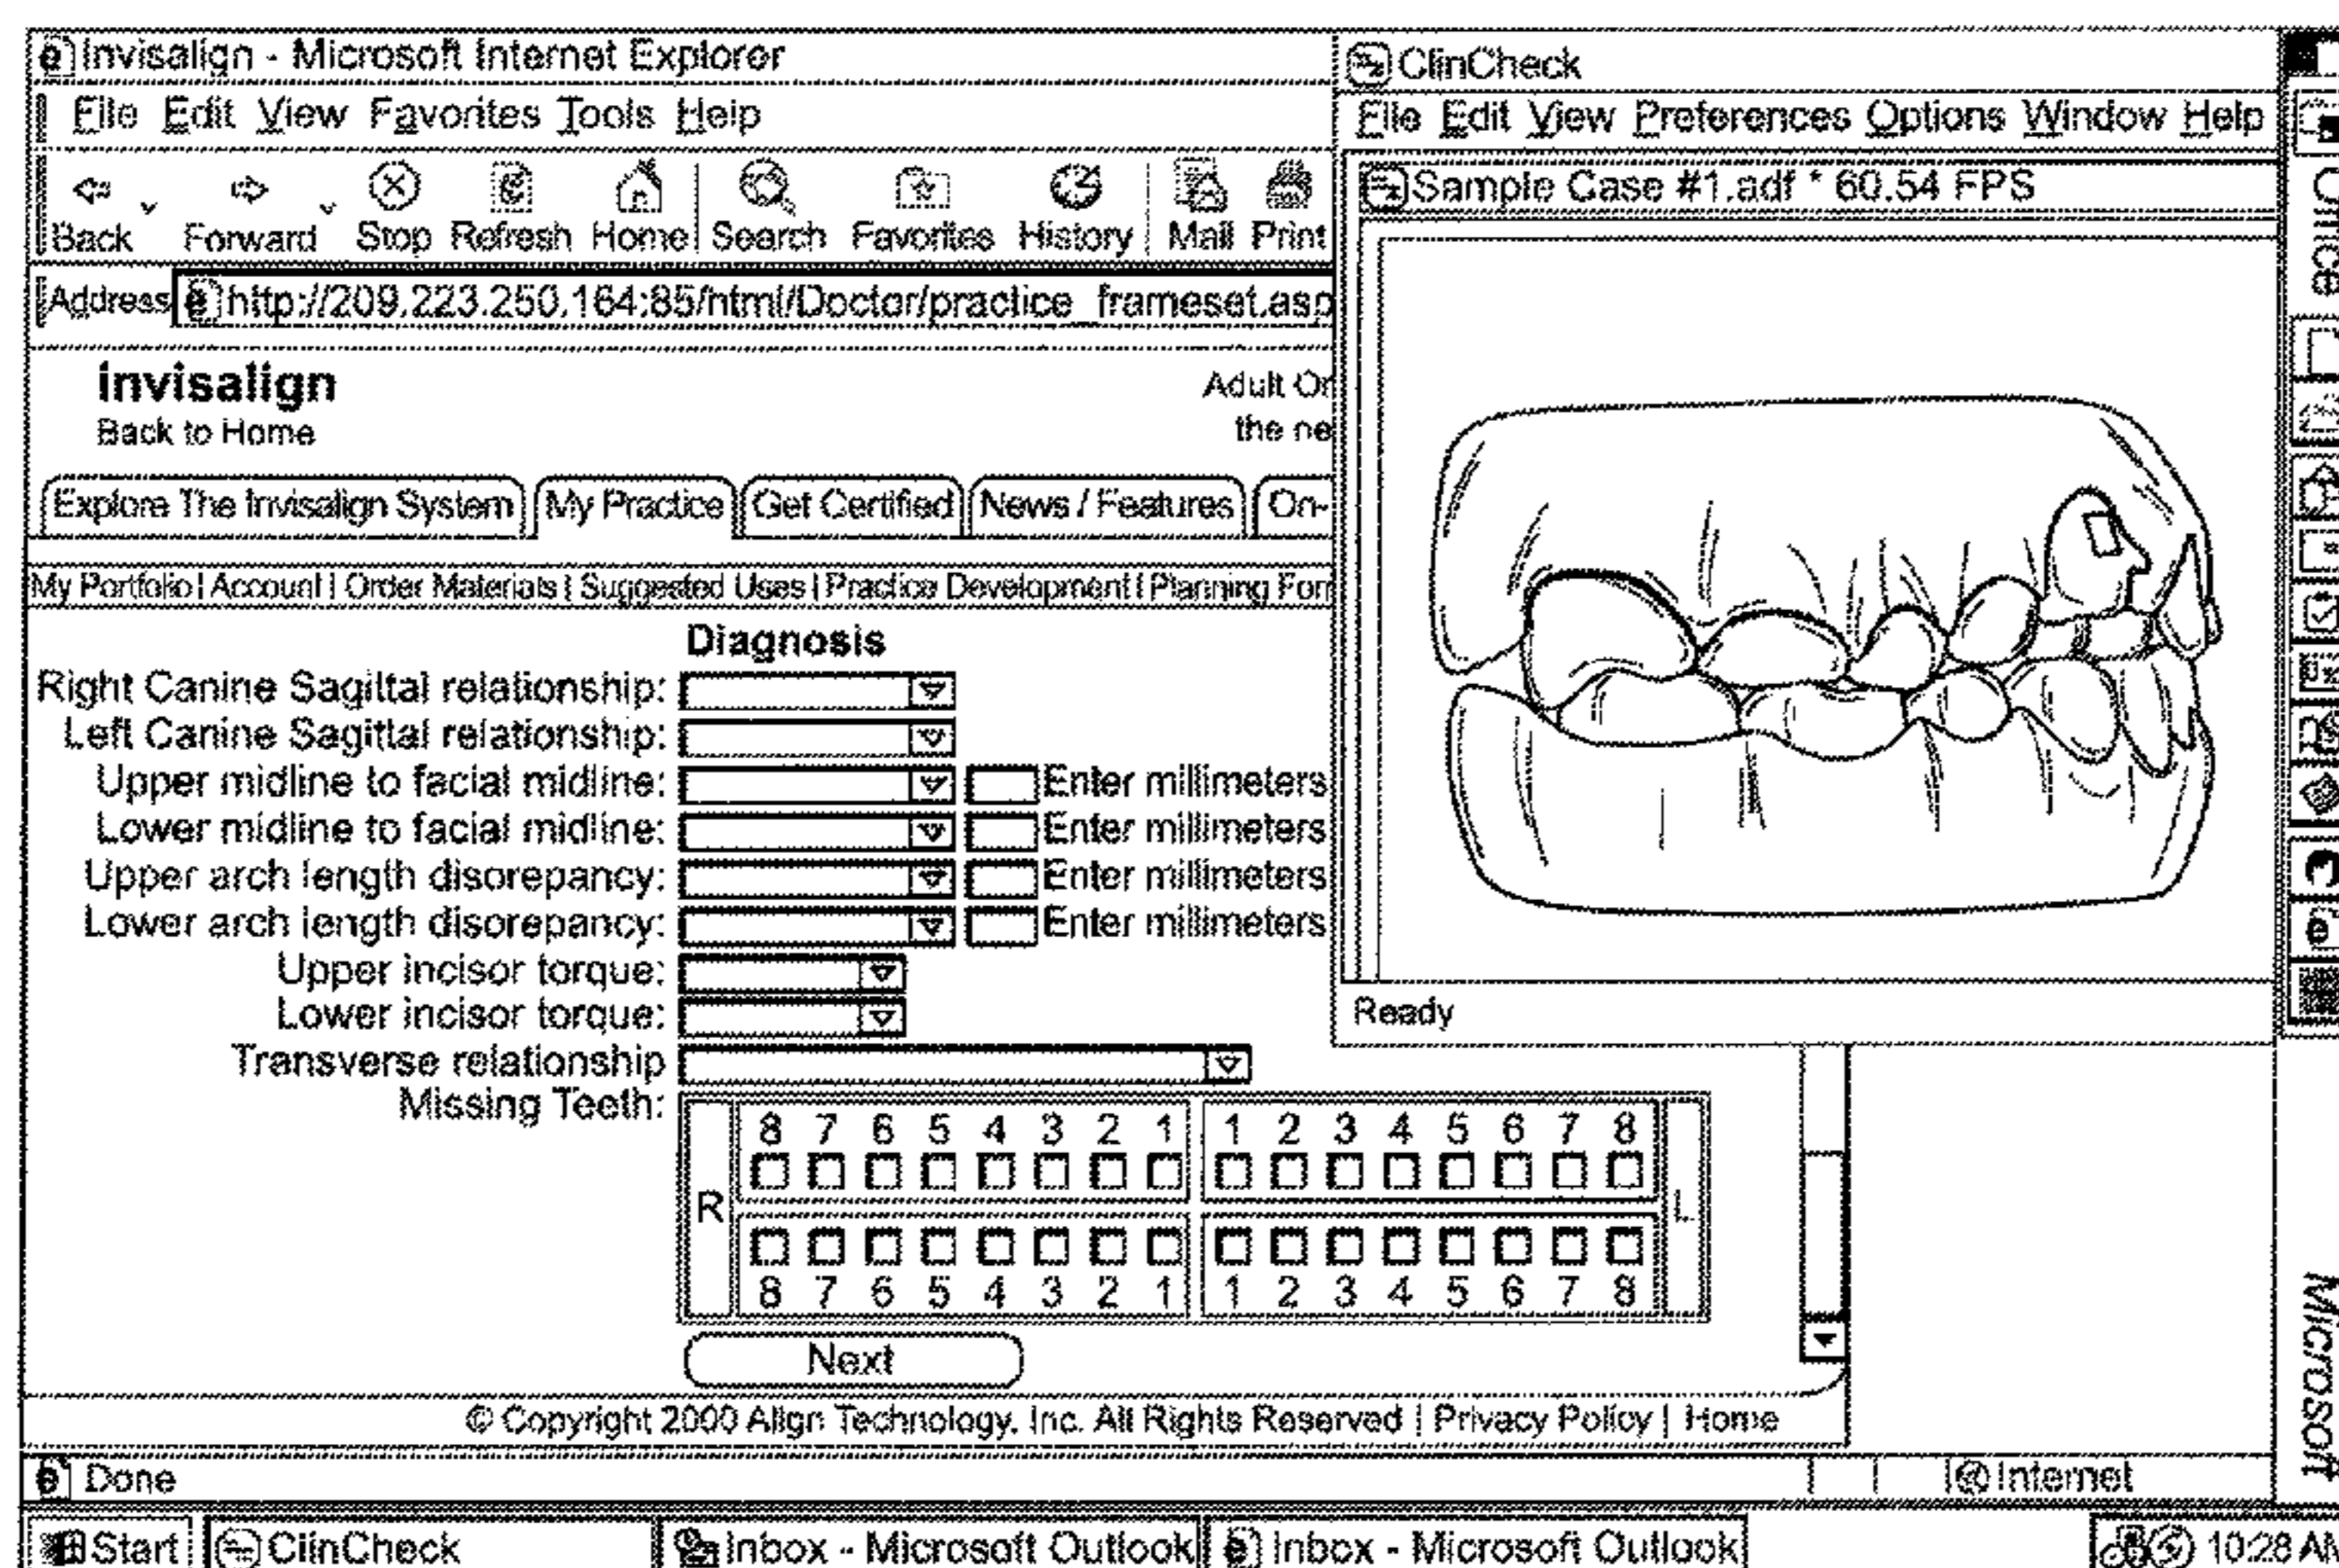 Invisalign - Microsoft Internet Explorer
File Edit View Favorites Tools Help
Back Forward Stop Refresh Home Search Favorites History Mail Print
Address http://209.223.250.164:85/html/Doctor/practice_frameset.asp
Invisalign
Back to Home
Adult Or
the ne
Explore The Invisalign System My Practice Get Certified News / Features On-
My Portfolio | Account | Order Materials | Suggested Uses | Practice Development | Planning Forr
Diagnosis
Right Canine Sagittal relationship:
Left Canine Sagittal relationship:
Upper midline to facial midline: Enter millimeters
Lower midline to facial midline: Enter millimeters
Upper arch length disorepancy: Enter millimeters
Lower arch length disorepancy: Enter millimeters
Upper incisor torque:
Lower incisor torque:
Transverse relationship
Missing Teeth:
8 7 6 5 4 3 2 1 1 2 3 4 5 6 7 8
R L
8 7 6 5 4 3 2 1 1 2 3 4 5 6 7 8
Next
© Copyright 2000 Align Technology, Inc. All Rights Reserved | Privacy Policy | Home
Done
Internet
ClinCheck
File Edit View Preferences Options Window Help
Sample Case #1.adf * 60.54 FPS
Ready
Office
Microsoft
Start ClinCheck Inbox - Microsoft Outlook Inbox - Microsoft Outlook 10:28 AM